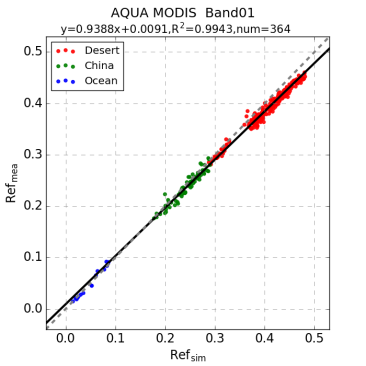 AQUA MODIS Band01
y=0.9388x+0.0091,R²=0.9943,num=364
Desert
China
Ocean
0.5
0.4
0.3
0.2
0.1
0.0
Ref_mea
0.0 0.1 0.2 0.3 0.4 0.5
Ref_sim